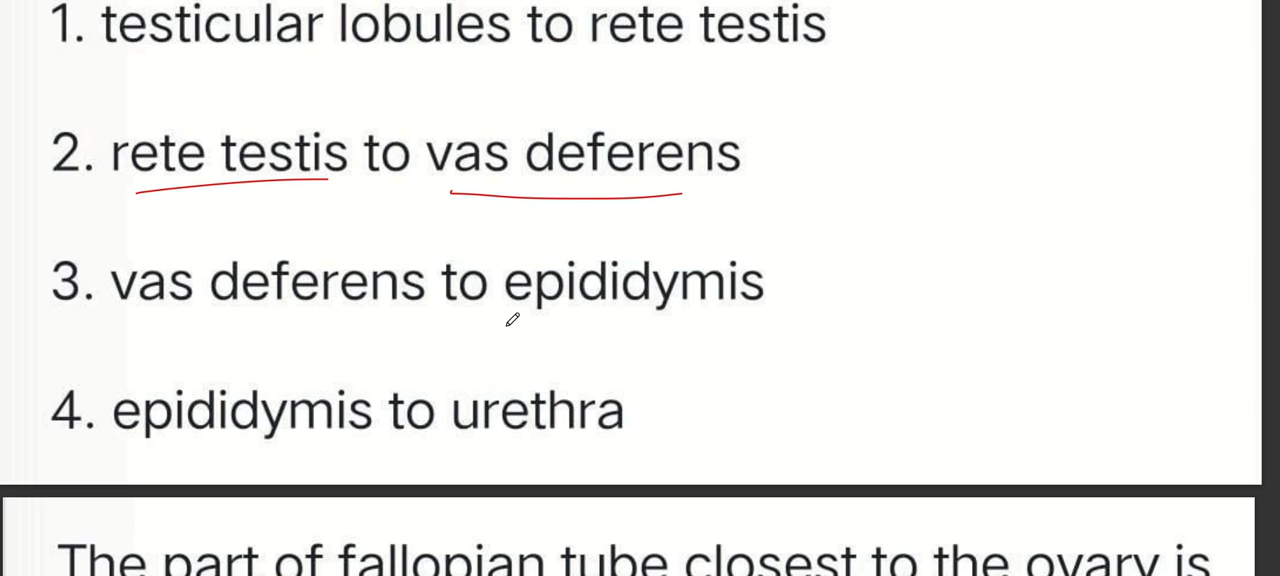 1. testicular lobules to rete testis
2. rete testis to vas deferens
3. vas deferens to epididymis
4. epididymis to urethra
The part of fallopian tube closest to the ovary is